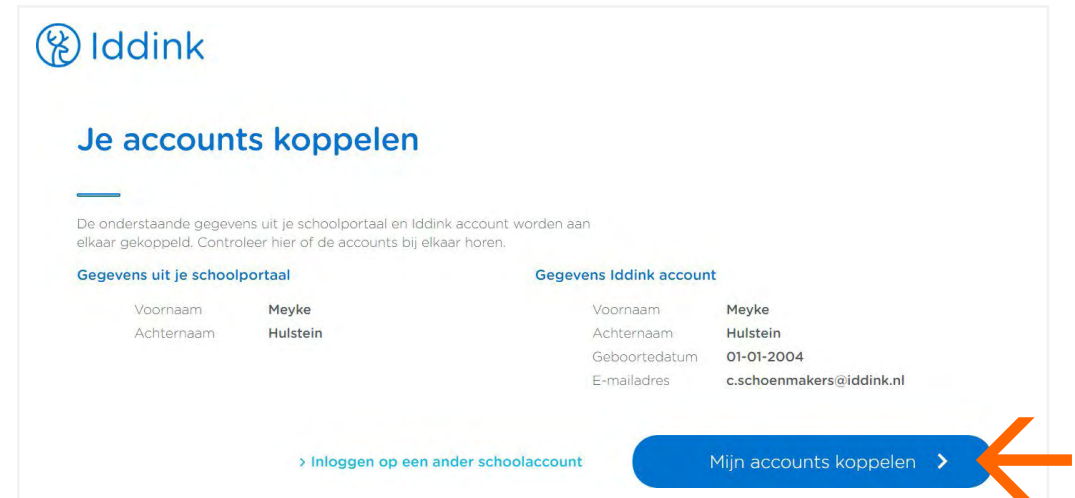 Iddink
Je accounts koppelen
De onderstaande gegevens uit je schoolportaal en Iddink account worden aan
elkaar gekoppeld. Controleer hier of de accounts bij elkaar horen.
Gegevens uit je schoolportaal
Voornaam Meyke
Achternaam Hulstein
Gegevens Iddink account
Voornaam Meyke
Achternaam Hulstein
Geboortedatum 01-01-2004
E-mailadres c.schoenmakers@iddink.nl
> Inloggen op een ander schoolaccount
Mijn accounts koppelen >